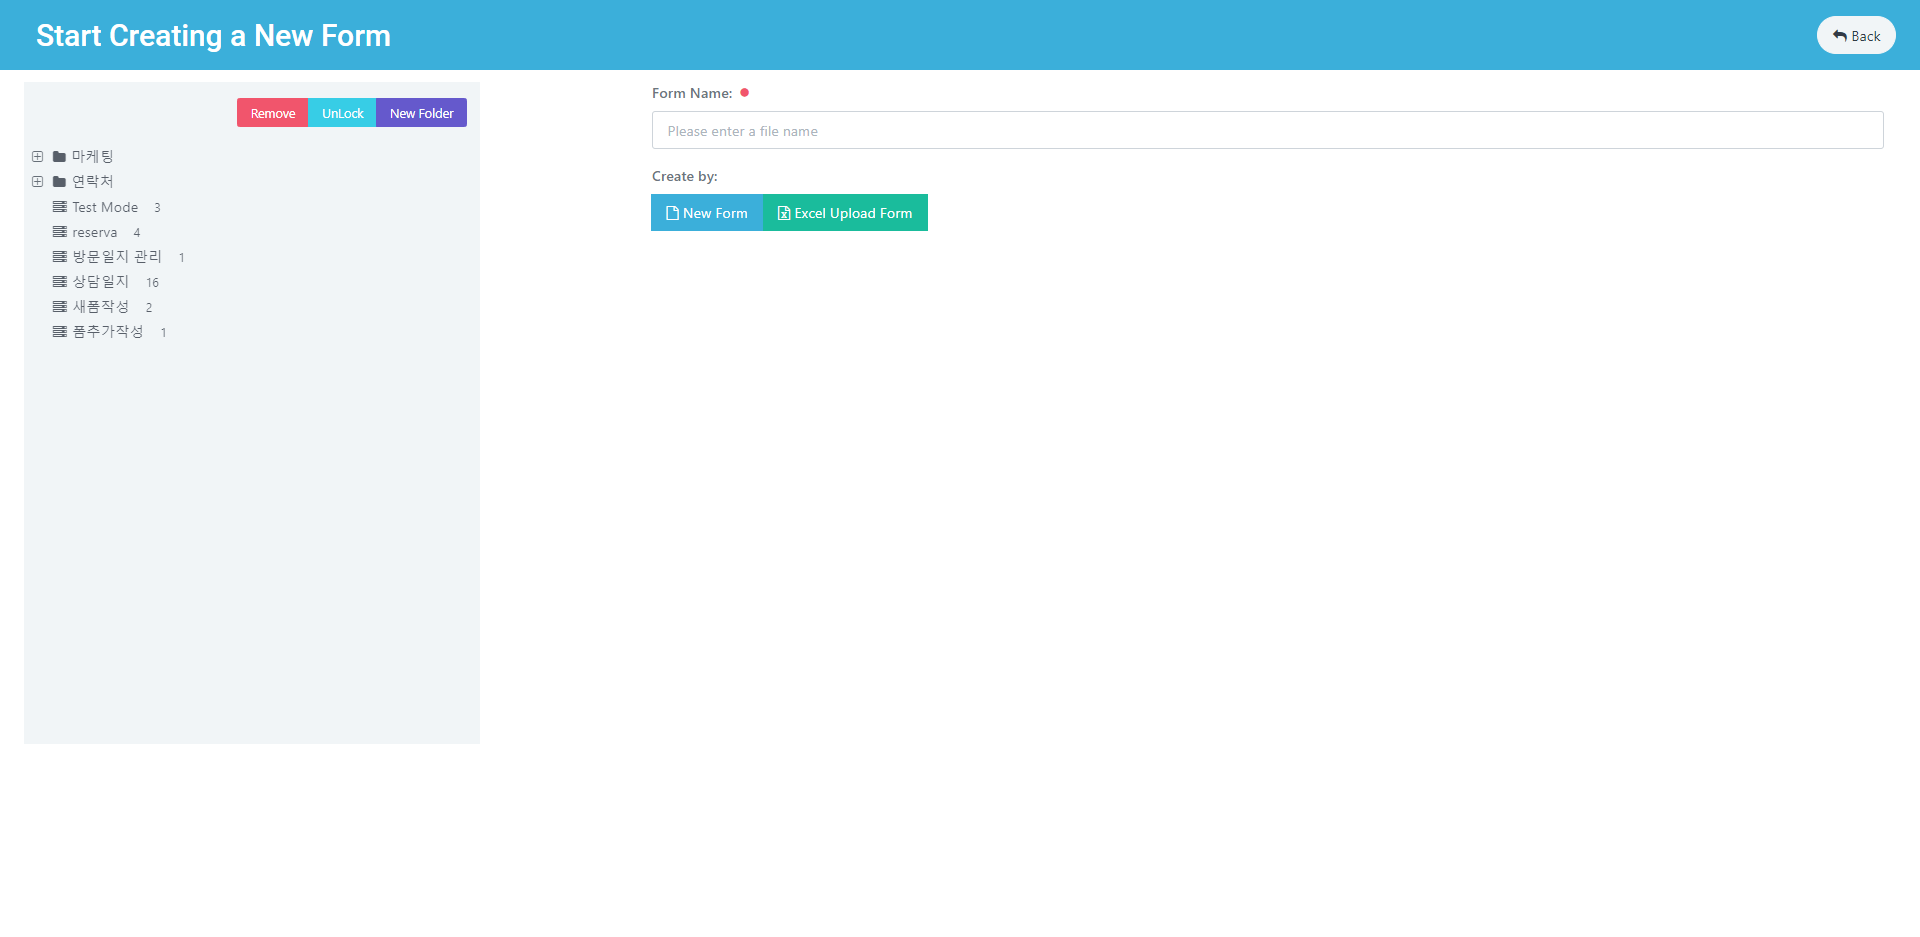 Start Creating a New Form
Back
Remove UnLock New Folder
마케팅
연락처
Test Mode 3
reserva 4
방문일지 관리 1
상담일지 16
새폼작성 2
폼추가작성 1
Form Name:
Please enter a file name
Create by:
New Form Excel Upload Form